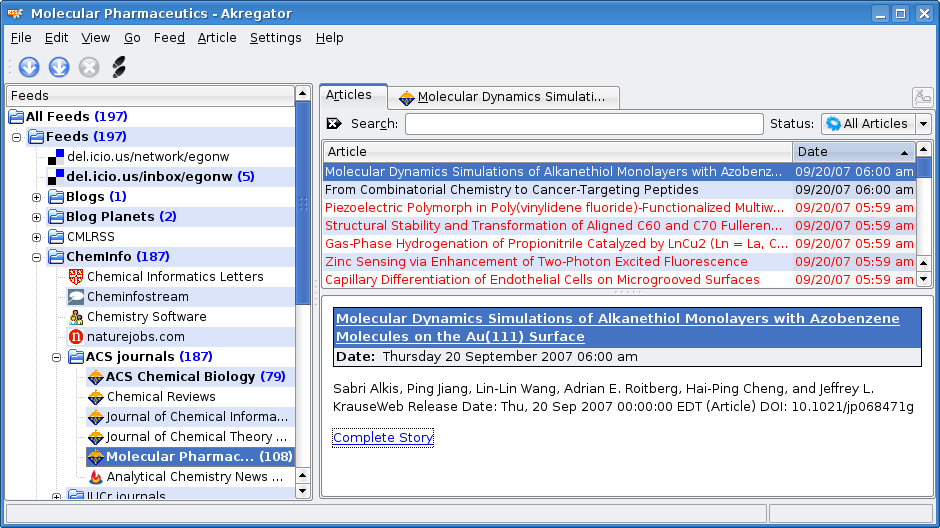 Molecular Pharmaceutics - Akregator
File Edit View Go Feed Article Settings Help
Feeds
All Feeds (197)
Feeds (197)
del.icio.us/network/egonw
del.icio.us/inbox/egonw (5)
Blogs (1)
Blog Planets (2)
CMLRSS
ChemInfo (187)
Chemical Informatics Letters
Cheminfostream
Chemistry Software
naturejobs.com
ACS journals (187)
ACS Chemical Biology (79)
Chemical Reviews
Journal of Chemical Informa...
Journal of Chemical Theory ...
Molecular Pharmac... (108)
Analytical Chemistry News ...
IUCr journals
Articles
Molecular Dynamics Simulati...
Search:
Status: All Articles
Article Date
Molecular Dynamics Simulations of Alkanethiol Monolayers with Azobenz... 09/20/07 06:00 am
From Combinatorial Chemistry to Cancer-Targeting Peptides 09/20/07 06:00 am
Piezoelectric Polymorph in Poly(vinylidene fluoride)-Functionalized Multiw... 09/20/07 05:59 am
Structural Stability and Transformation of Aligned C60 and C70 Fulleren... 09/20/07 05:59 am
Gas-Phase Hydrogenation of Propionitrile Catalyzed by LnCu2 (Ln = La, C... 09/20/07 05:59 am
Zinc Sensing via Enhancement of Two-Photon Excited Fluorescence 09/20/07 05:59 am
Capillary Differentiation of Endothelial Cells on Microgrooved Surfaces 09/20/07 05:59 am
Molecular Dynamics Simulations of Alkanethiol Monolayers with Azobenzene
Molecules on the Au(111) Surface
Date: Thursday 20 September 2007 06:00 am
Sabri Alkis, Ping Jiang, Lin-Lin Wang, Adrian E. Roitberg, Hai-Ping Cheng, and Jeffrey L.
KrauseWeb Release Date: Thu, 20 Sep 2007 00:00:00 EDT (Article) DOI: 10.1021/jp068471g
Complete Story